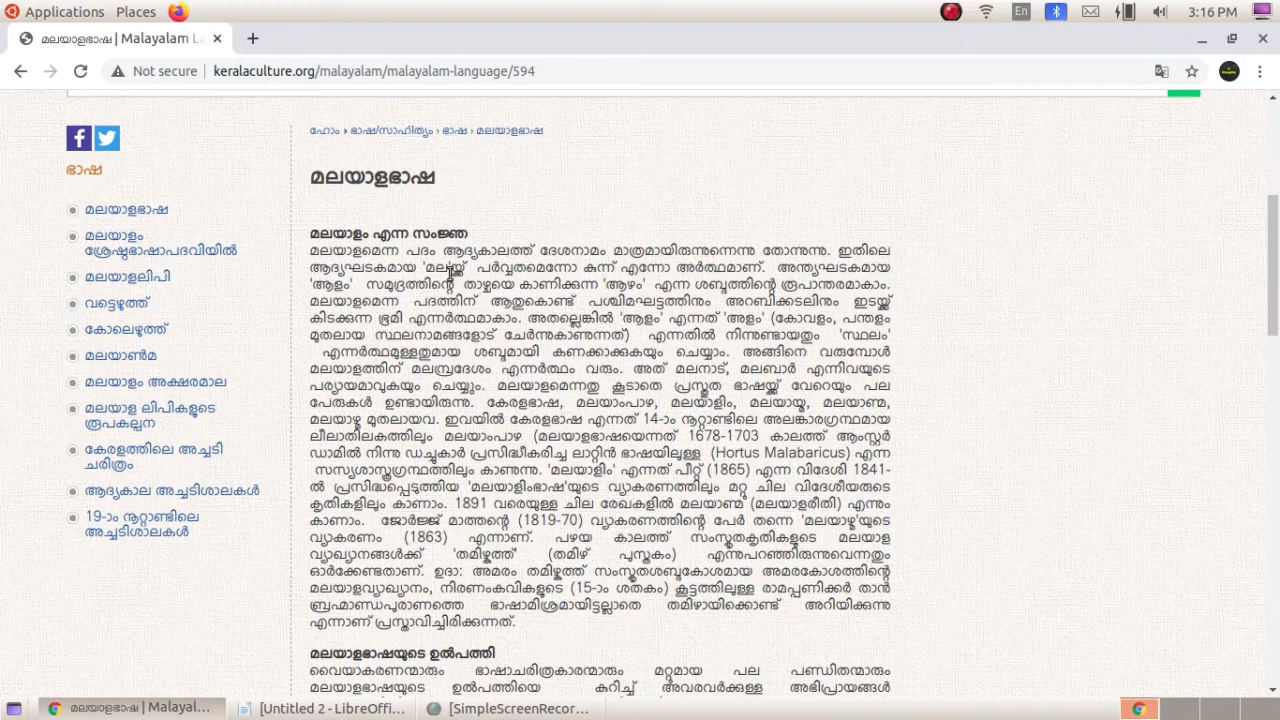 Applications Places
En
3:16 PM
മലയാളഭാഷ | Malayalam La
Not secure keralaculture.org/malayalam/malayalam-language/594
ഹോം › ഭാഷ/സാഹിത്യം › ഭാഷ › മലയാളഭാഷ
ഭാഷ
മലയാളഭാഷ
മലയാളം
ശ്രേഷ്ഠഭാഷാപദവിയിൽ
മലയാളലിപി
വട്ടെഴുത്ത്
കോലെഴുത്ത്
മലയാൺമ
മലയാളം അക്ഷരമാല
മലയാള ലിപികളുടെ
രൂപകല്പന
കേരളത്തിലെ അച്ചടി
ചരിത്രം
ആദ്യകാല അച്ചടിശാലകൾ
19-ാം നൂറ്റാണ്ടിലെ
അച്ചടിശാലകൾ
മലയാളഭാഷ
മലയാളം എന്ന സംജ്ഞ
മലയാളമെന്ന പദം ആദ്യകാലത്ത് ദേശനാമം മാത്രമായിരുന്നുന്നെന്നു തോന്നുന്നു. ഇതിലെ
ആദ്യഘടകമായ 'മലയ്ക്ക്' പർവ്വതമെന്നോ കുന്ന് എന്നോ അർത്ഥമാണ്. അന്ത്യഘടകമായ
'ആളം' സമുദ്രത്തിന്റെ താഴ്മയെ കാണിക്കുന്ന 'ആഴം' എന്ന ശബ്ദത്തിന്റെ രൂപാന്തരമാകാം.
മലയാളമെന്ന പദത്തിന് ആതുകൊണ്ട് പശ്ചിമഘട്ടത്തിനും അറബിക്കടലിനും ഇടയ്ക്ക്
കിടക്കുന്ന ഭൂമി എന്നർത്ഥമാകാം. അതല്ലെങ്കിൽ 'ആളം' എന്നത് 'അളം' (കോവളം, പന്തളം
മുതലായ സ്ഥലനാമങ്ങളോട് ചേർന്നുകാണുന്നത്) എന്നതിൽ നിന്നുണ്ടായതും 'സ്ഥലം'
എന്നർത്ഥമുള്ളതുമായ ശബ്ദമായി കണക്കാക്കുകയും ചെയ്യാം. അങ്ങിനെ വരുമ്പോൾ
മലയാളത്തിന് മലമ്പ്രദേശം എന്നർത്ഥം വരും. അത് മലനാട്, മലബാർ എന്നിവയുടെ
പര്യായമാവുകയും ചെയ്യും. മലയാളമെന്നതു കൂടാതെ പ്രസ്തുത ഭാഷയ്ക്ക് വേറെയും പല
പേരുകൾ ഉണ്ടായിരുന്നു. കേരളഭാഷ, മലയാംപാഴ, മലയാളിം, മലയായ്മ, മലയാണ്മ,
മലയാഴ്മ മുതലായവ. ഇവയിൽ കേരളഭാഷ എന്നത് 14-ാം നൂറ്റാണ്ടിലെ അലങ്കാരഗ്രന്ഥമായ
ലീലാതിലകത്തിലും മലയാംപാഴ (മലയാളഭാഷയെന്നത് 1678-1703 കാലത്ത് ആംസ്റ്റർ
ഡാമിൽ നിന്നു ഡച്ചുകാർ പ്രസിദ്ധീകരിച്ച ലാറ്റിൻ ഭാഷയിലുള്ള (Hortus Malabaricus) എന്ന
സസ്യശാസ്ത്രഗ്രന്ഥത്തിലും കാണുന്നു. 'മലയാളിം' എന്നത് പീറ്റ് (1865) എന്ന വിദേശി 1841-
ൽ പ്രസിദ്ധപ്പെടുത്തിയ 'മലയാളിംഭാഷ'യുടെ വ്യാകരണത്തിലും മറ്റു ചില വിദേശീയരുടെ
കൃതികളിലും കാണാം. 1891 വരെയുള്ള ചില രേഖകളിൽ മലയാണ്മ (മലയാളരീതി) എന്നും
കാണാം. ജോർജ്ജ് മാത്തന്റെ (1819-70) വ്യാകരണത്തിന്റെ പേർ തന്നെ 'മലയാഴ്മ'യുടെ
വ്യാകരണം (1863) എന്നാണ്. പഴയ കാലത്ത് സംസ്കൃതകൃതികളുടെ മലയാള
വ്യാഖ്യാനങ്ങൾക്ക് 'തമിഴ്കുത്ത്' (തമിഴ് പുസ്തകം) എന്നുപറഞ്ഞിരുന്നുവെന്നതും
ഓർക്കേണ്ടതാണ്. ഉദാ: അമരം തമിഴ്കുത്ത് സംസ്കൃതശബ്ദകോശമായ അമരകോശത്തിന്റെ
മലയാളവ്യാഖ്യാനം, നിരണംകവികളുടെ (15-ാം ശതകം) കൂട്ടത്തിലുള്ള രാമപ്പണിക്കർ താൻ
ബ്രഹ്മാണ്ഡപുരാണത്തെ ഭാഷാമിശ്രമായിട്ടല്ലാതെ തമിഴായിക്കൊണ്ട് അറിയിക്കുന്നു
എന്നാണ് പ്രസ്താവിച്ചിരിക്കുന്നത്.
മലയാളഭാഷയുടെ ഉൽപത്തി
വൈയാകരണന്മാരും ഭാഷാചരിത്രകാരന്മാരും മറ്റുമായ പല പണ്ഡിതന്മാരും
മലയാളഭാഷയുടെ ഉൽപത്തിയെ കുറിച്ച് അവരവർക്കുള്ള അഭിപ്രായങ്ങൾ
മലയാളഭാഷ | Malayal... [Untitled 2 - LibreOffi... [SimpleScreenRecor...